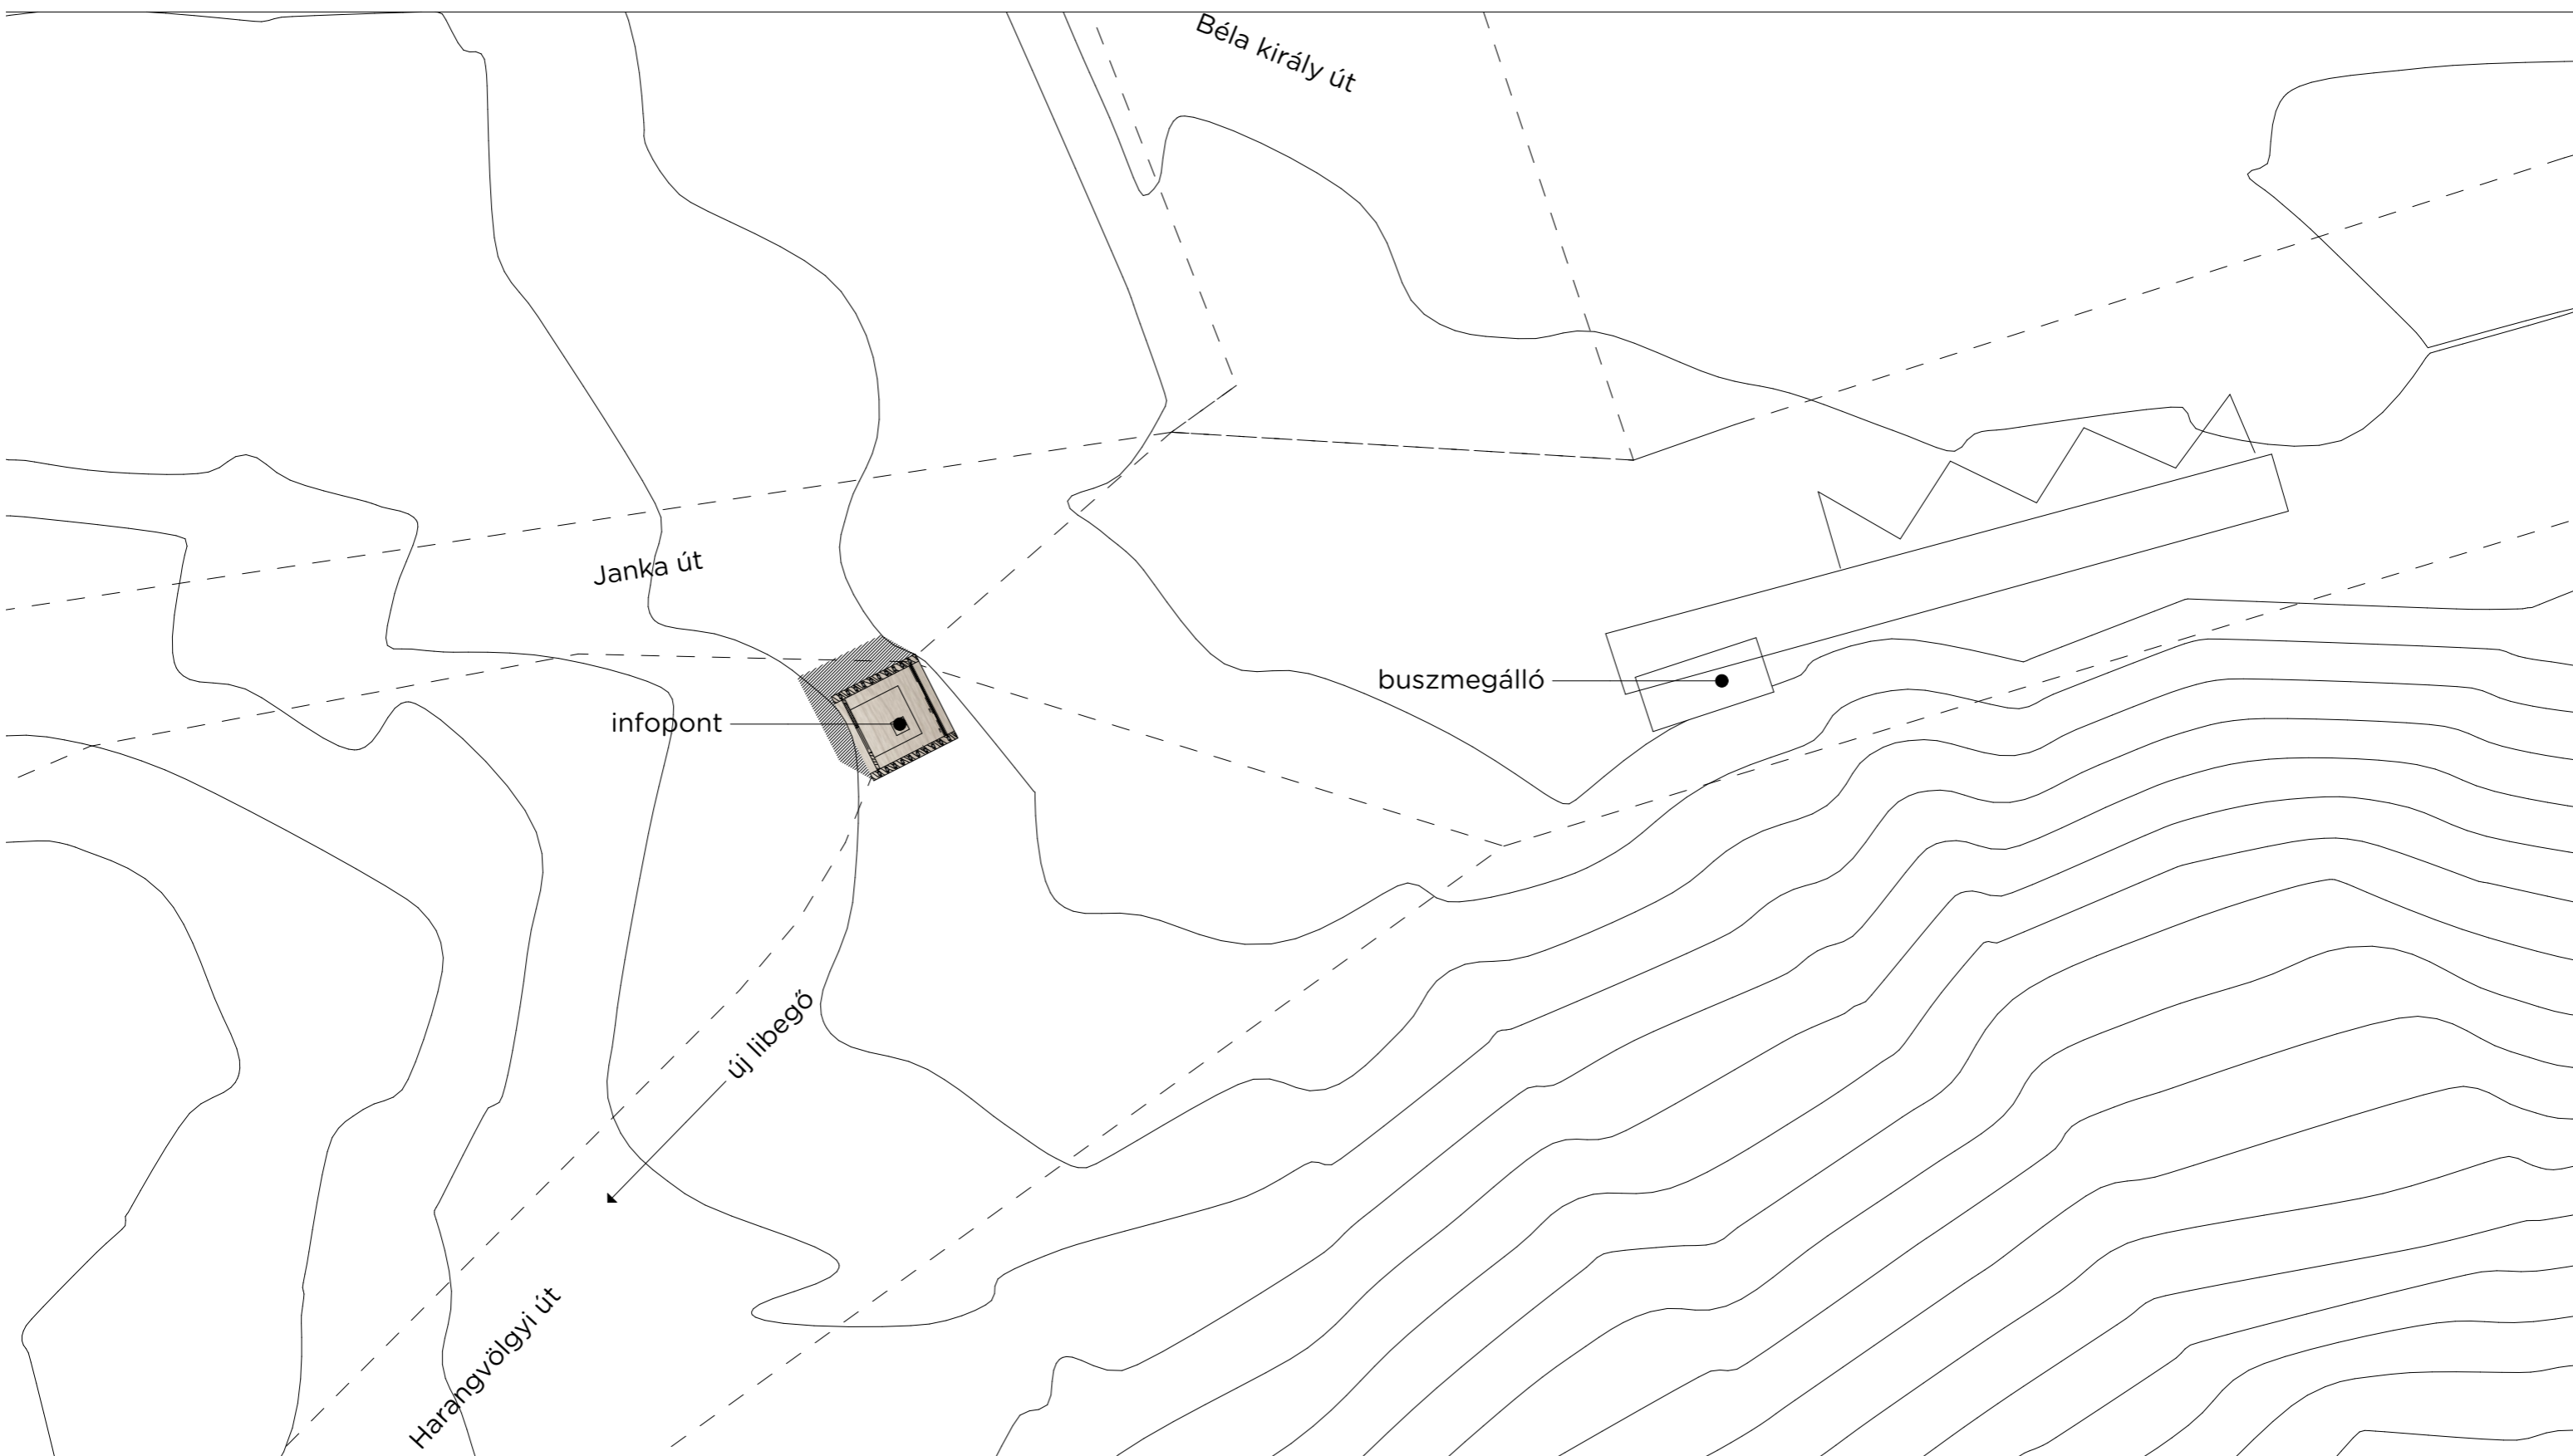 Béla király út
Janka út
buszmegálló
infopont
új libegő
Harangvölgyi út